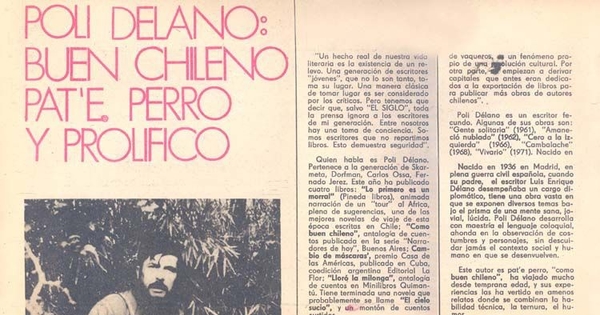 POLI DELANO:
BUEN CHILENO
PAT'E PERRO
Y PROLIFICO
"Un hecho real de nuestra vida
literaria es la existencia de un re-
levo. Una generación de escritores
"jóvenes", que no lo son tanto, to-
ma su lugar. Una manera clásica
de tomar lugar es ser considerado
por los críticos. Pero tenemos que
decir que, salvo "EL SIGLO", toda
la prensa ignora a los escritores
de mi generación. Entre nosotros
hay una toma de conciencia. So-
mos escritores que no repartimos
libros. Esto demuestra seguridad".
Quien habla es Poli Délano.
Pertenece a la generación de Skar-
meta, Dorfman, Carlos Ossa, Fer-
nando Jerez. Este año ha publicado
cuatro libros: "Lo primero es un
morral" (Pineda libros), animada
narración de un "tour" al Africa,
plena de sugerencias, una de las
mejores novelas de viaje de esta
época escritas en Chile; "Como
buen chileno", antología de cuen-
tos publicada en la serie "Narra-
dores de hoy", Buenos Aires; Cam-
bio de máscaras', premio Casa de
las Américas, publicado en Cuba,
coedición argentina Editorial La
Flor; "Lloró la milonga", antología
de cuentos en Minilibros Quiman-
tú. Tiene terminada una novela que
probablemente se llame "El cielo
sucio", y un montón de cuentos
de vaqueros, es un fenómeno pro-
pio de una evolución cultural. Por
otra parte, empiezan a derivar
capitales que antes eran dedica-
dos a la exportación de libros pa-
ra publicar más obras de autores
chilenos".
Poli Délano es un escritor fe-
cundo. Algunas de sus obras son:
"Gente solitaria" (1961), "Amane-
ció nublado" (1962), "Cero a la iz-
quierda" (1966), "Cambalache"
(1968), "Vivario" (1971). Nacido en
Nacido en 1936 en Madrid, en
plena guerra civil española, cuando
su padre, el escritor Luis Enrique
Délano desempeñaba un cargo di-
plomático, tiene una obra vasta en
que se exponen diversos temas ba-
jo el prisma de una mente sana, jo-
vial, lúcida. Poli Délano desarrolla
con maestría el lenguaje coloquial,
ahonda en la observación de cos-
tumbres y personajes, sin descui-
dar jamás el contexto social y huma-
no en que se desenvuelven.
Este autor es pat'e perro, "como
buen chileno", ha viajado mucho
desde temprana edad, y sus experien-
cias las ha vertido en amenos
relatos donde se combinan la ha-
bilidad técnica, la ternura, el hu-